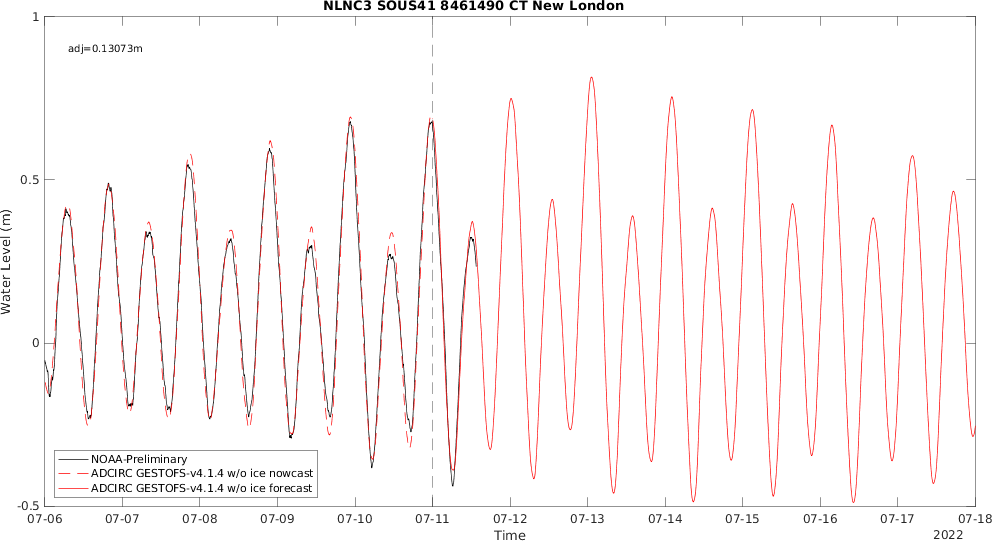 NLNC3 SOUS41 8461490 CT New London
adj=0.13073m
1
0.5
0
-0.5
Water Level (m)
NOAA-Preliminary
ADCIRC GESTOFS-v4.1.4 w/o ice nowcast
ADCIRC GESTOFS-v4.1.4 w/o ice forecast
07-06 07-07 07-08 07-09 07-10 07-11 07-12 07-13 07-14 07-15 07-16 07-17 07-18
Time
2022